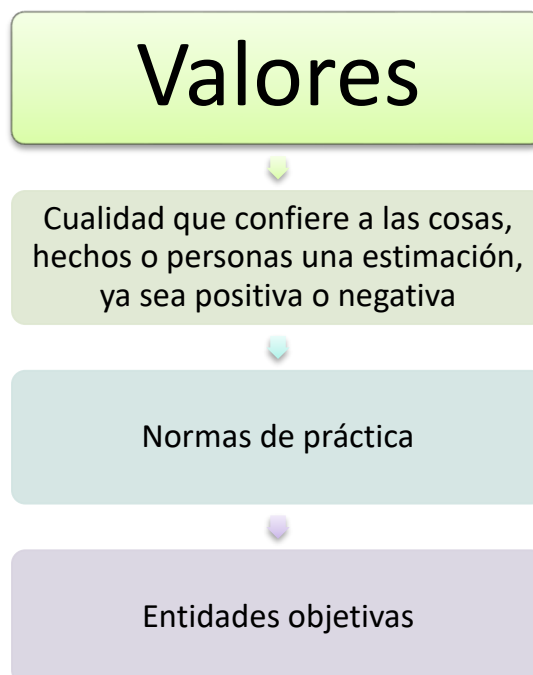 Valores
Cualidad que confiere a las cosas,
hechos o personas una estimación,
ya sea positiva o negativa
Normas de práctica
Entidades objetivas